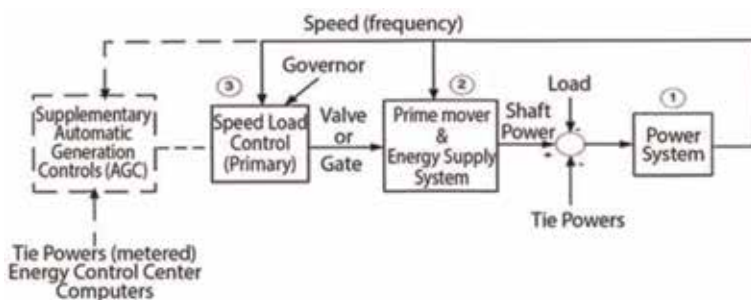 Speed (frequency)
Governor
3
2
Load
1
Supplementary
Automatic
Generation
Controls (AGC)
Speed Load
Control
(Primary)
Valve
or
Gate
Prime mover
&
Energy Supply
System
Shaft
Power
-
+
-
Power
System
Tie Powers
Tie Powers (metered)
Energy Control Center
Computers